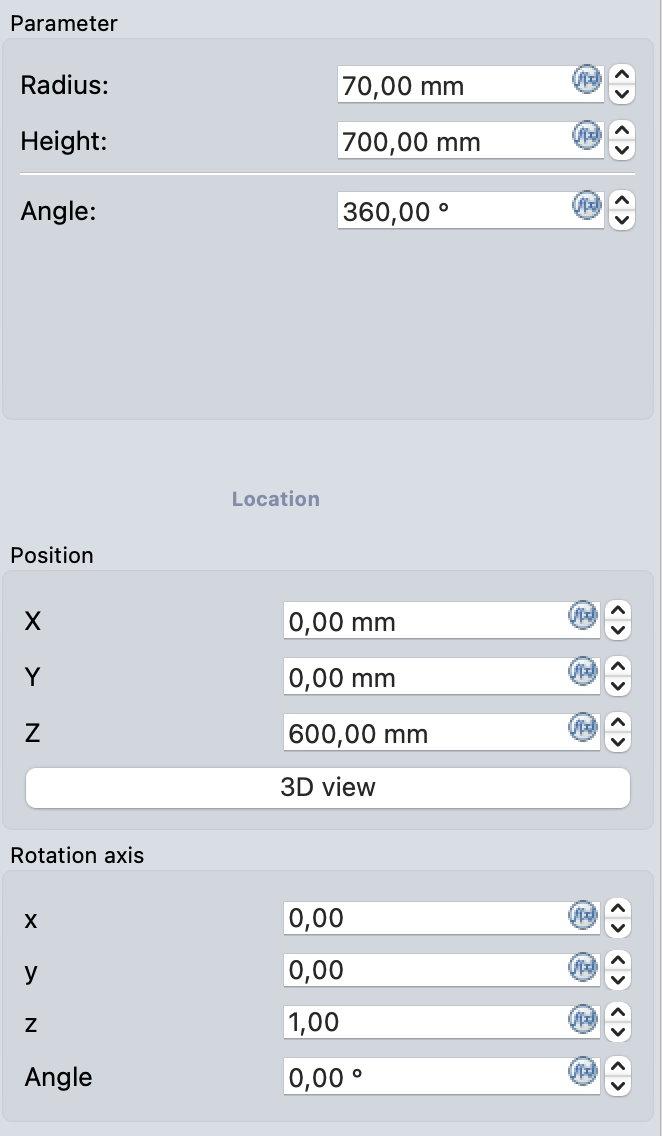 Parameter
Radius: 70,00 mm
Height: 700,00 mm
Angle: 360,00 °
Location
Position
X 0,00 mm
Y 0,00 mm
Z 600,00 mm
3D view
Rotation axis
x 0,00
y 0,00
z 1,00
Angle 0,00 °